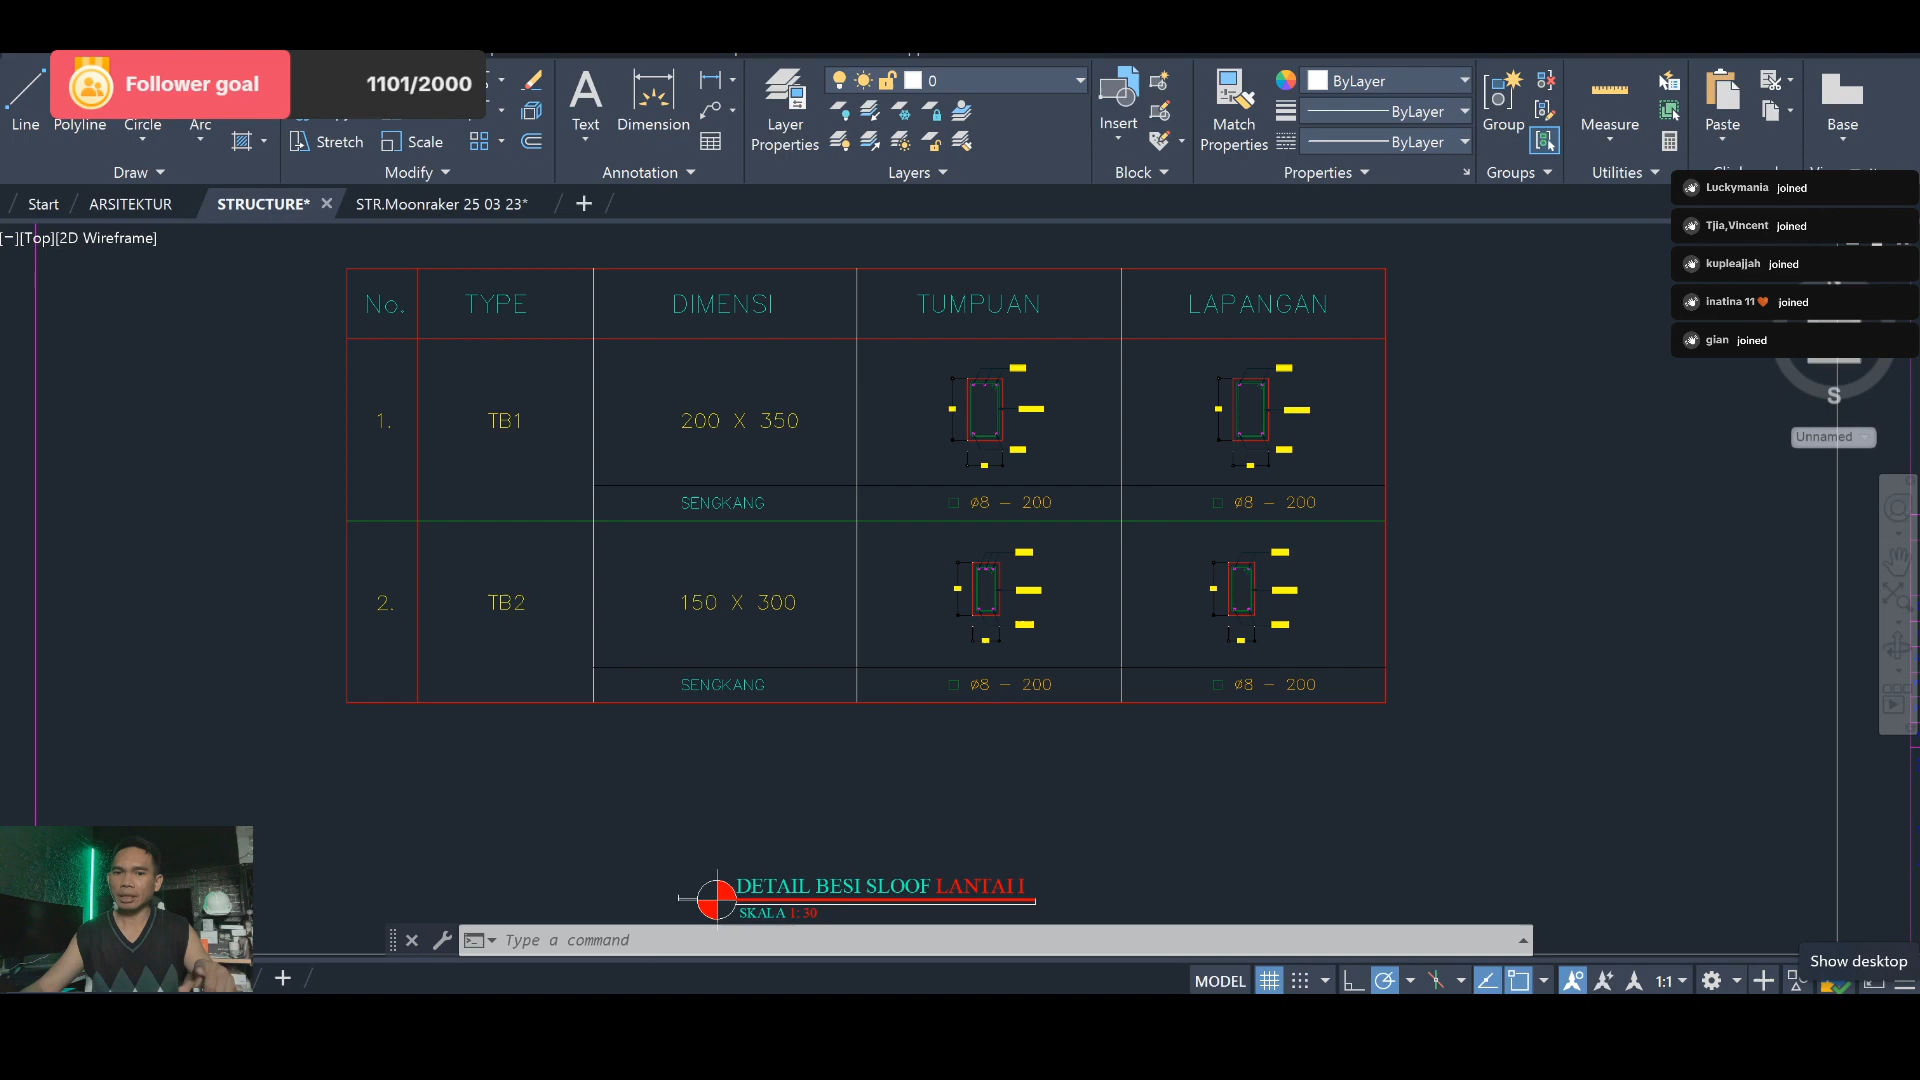 Follower goal 1101/2000
Line Polyline Circle Arc
Stretch Scale
Text Dimension
Layer Properties
0
Insert
Match Properties
ByLayer
ByLayer
ByLayer
Group
Measure
Paste
Base
Draw Modify Annotation Layers Block Properties Groups Utilities
Start ARSITEKTUR STRUCTURE* STR.Moonraker 25 03 23*
Luckymania joined
Tjia,Vincent joined
kupleajjah joined
inatina 11 joined
gian joined
[−][Top][2D Wireframe]
S
Unnamed
No. TYPE DIMENSI TUMPUAN LAPANGAN
1. TB1 200 X 350
SENGKANG ø8 – 200 ø8 – 200
2. TB2 150 X 300
SENGKANG ø8 – 200 ø8 – 200
DETAIL BESI SLOOF LANTAI I
SKALA 1: 30
Type a command
Show desktop
MODEL 1:1